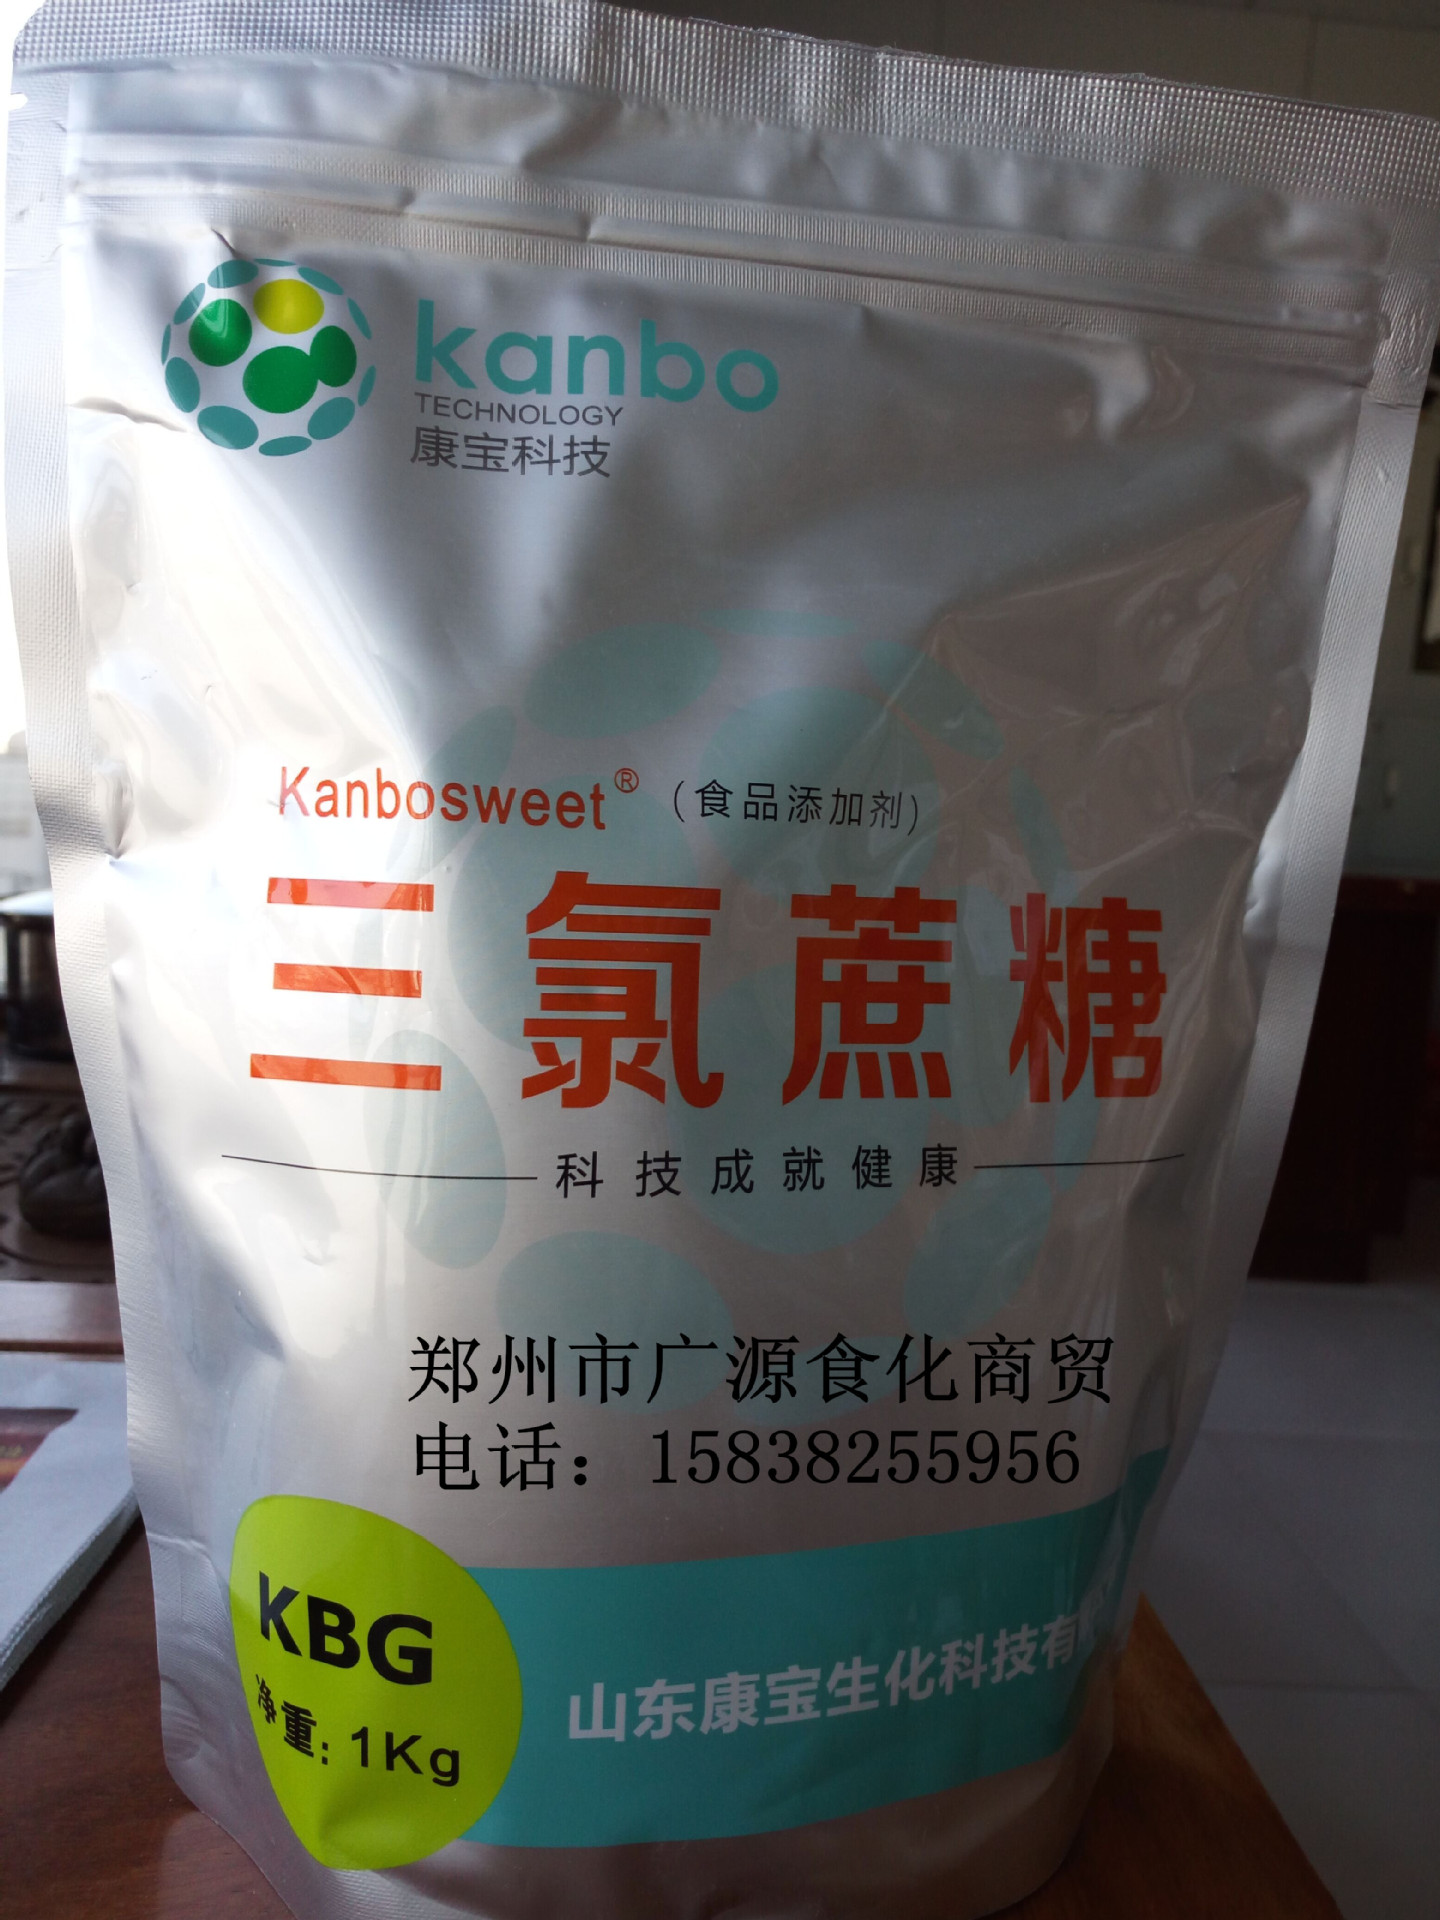 kanbo
TECHNOLOGY
康宝科技
Kanbosweet® (食品添加剂)
三氯蔗糖
科技成就健康
郑州市广源食化商贸
电话：15838255956
KBG
净重: 1Kg
山东康宝生化科技有